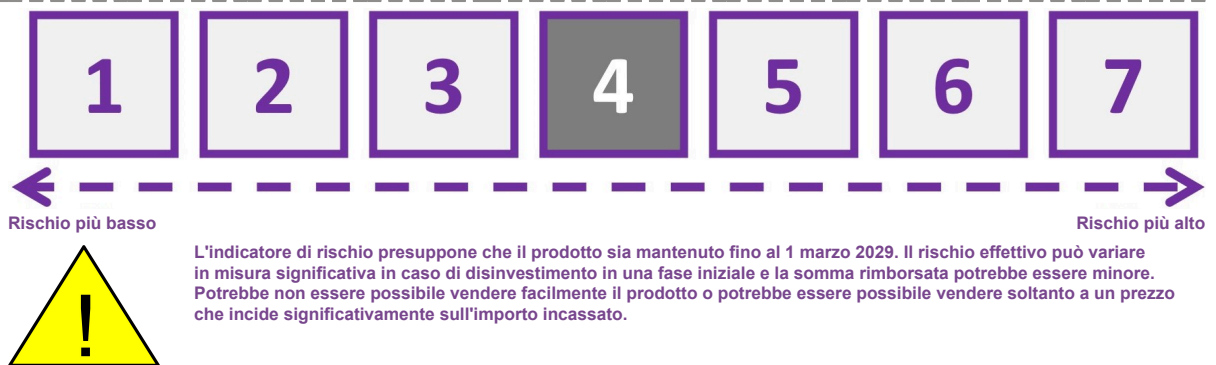 1 2 3 4 5 6 7
Rischio più basso
Rischio più alto
!
L'indicatore di rischio presuppone che il prodotto sia mantenuto fino al 1 marzo 2029. Il rischio effettivo può variare
in misura significativa in caso di disinvestimento in una fase iniziale e la somma rimborsata potrebbe essere minore.
Potrebbe non essere possibile vendere facilmente il prodotto o potrebbe essere possibile vendere soltanto a un prezzo
che incide significativamente sull'importo incassato.